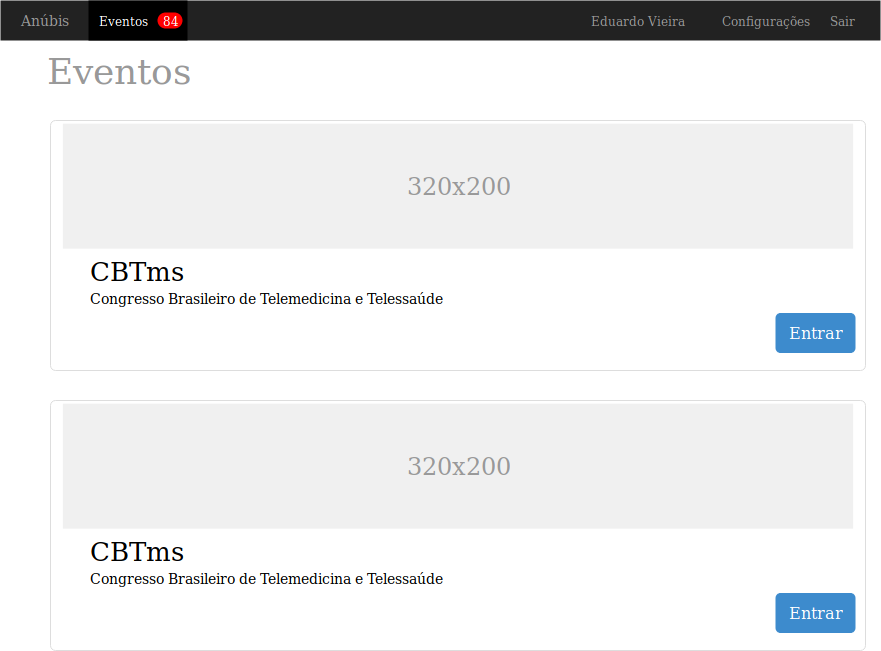 Anúbis Eventos 84 Eduardo Vieira Configurações Sair
Eventos
320x200
CBTms
Congresso Brasileiro de Telemedicina e Telessaúde
Entrar
320x200
CBTms
Congresso Brasileiro de Telemedicina e Telessaúde
Entrar